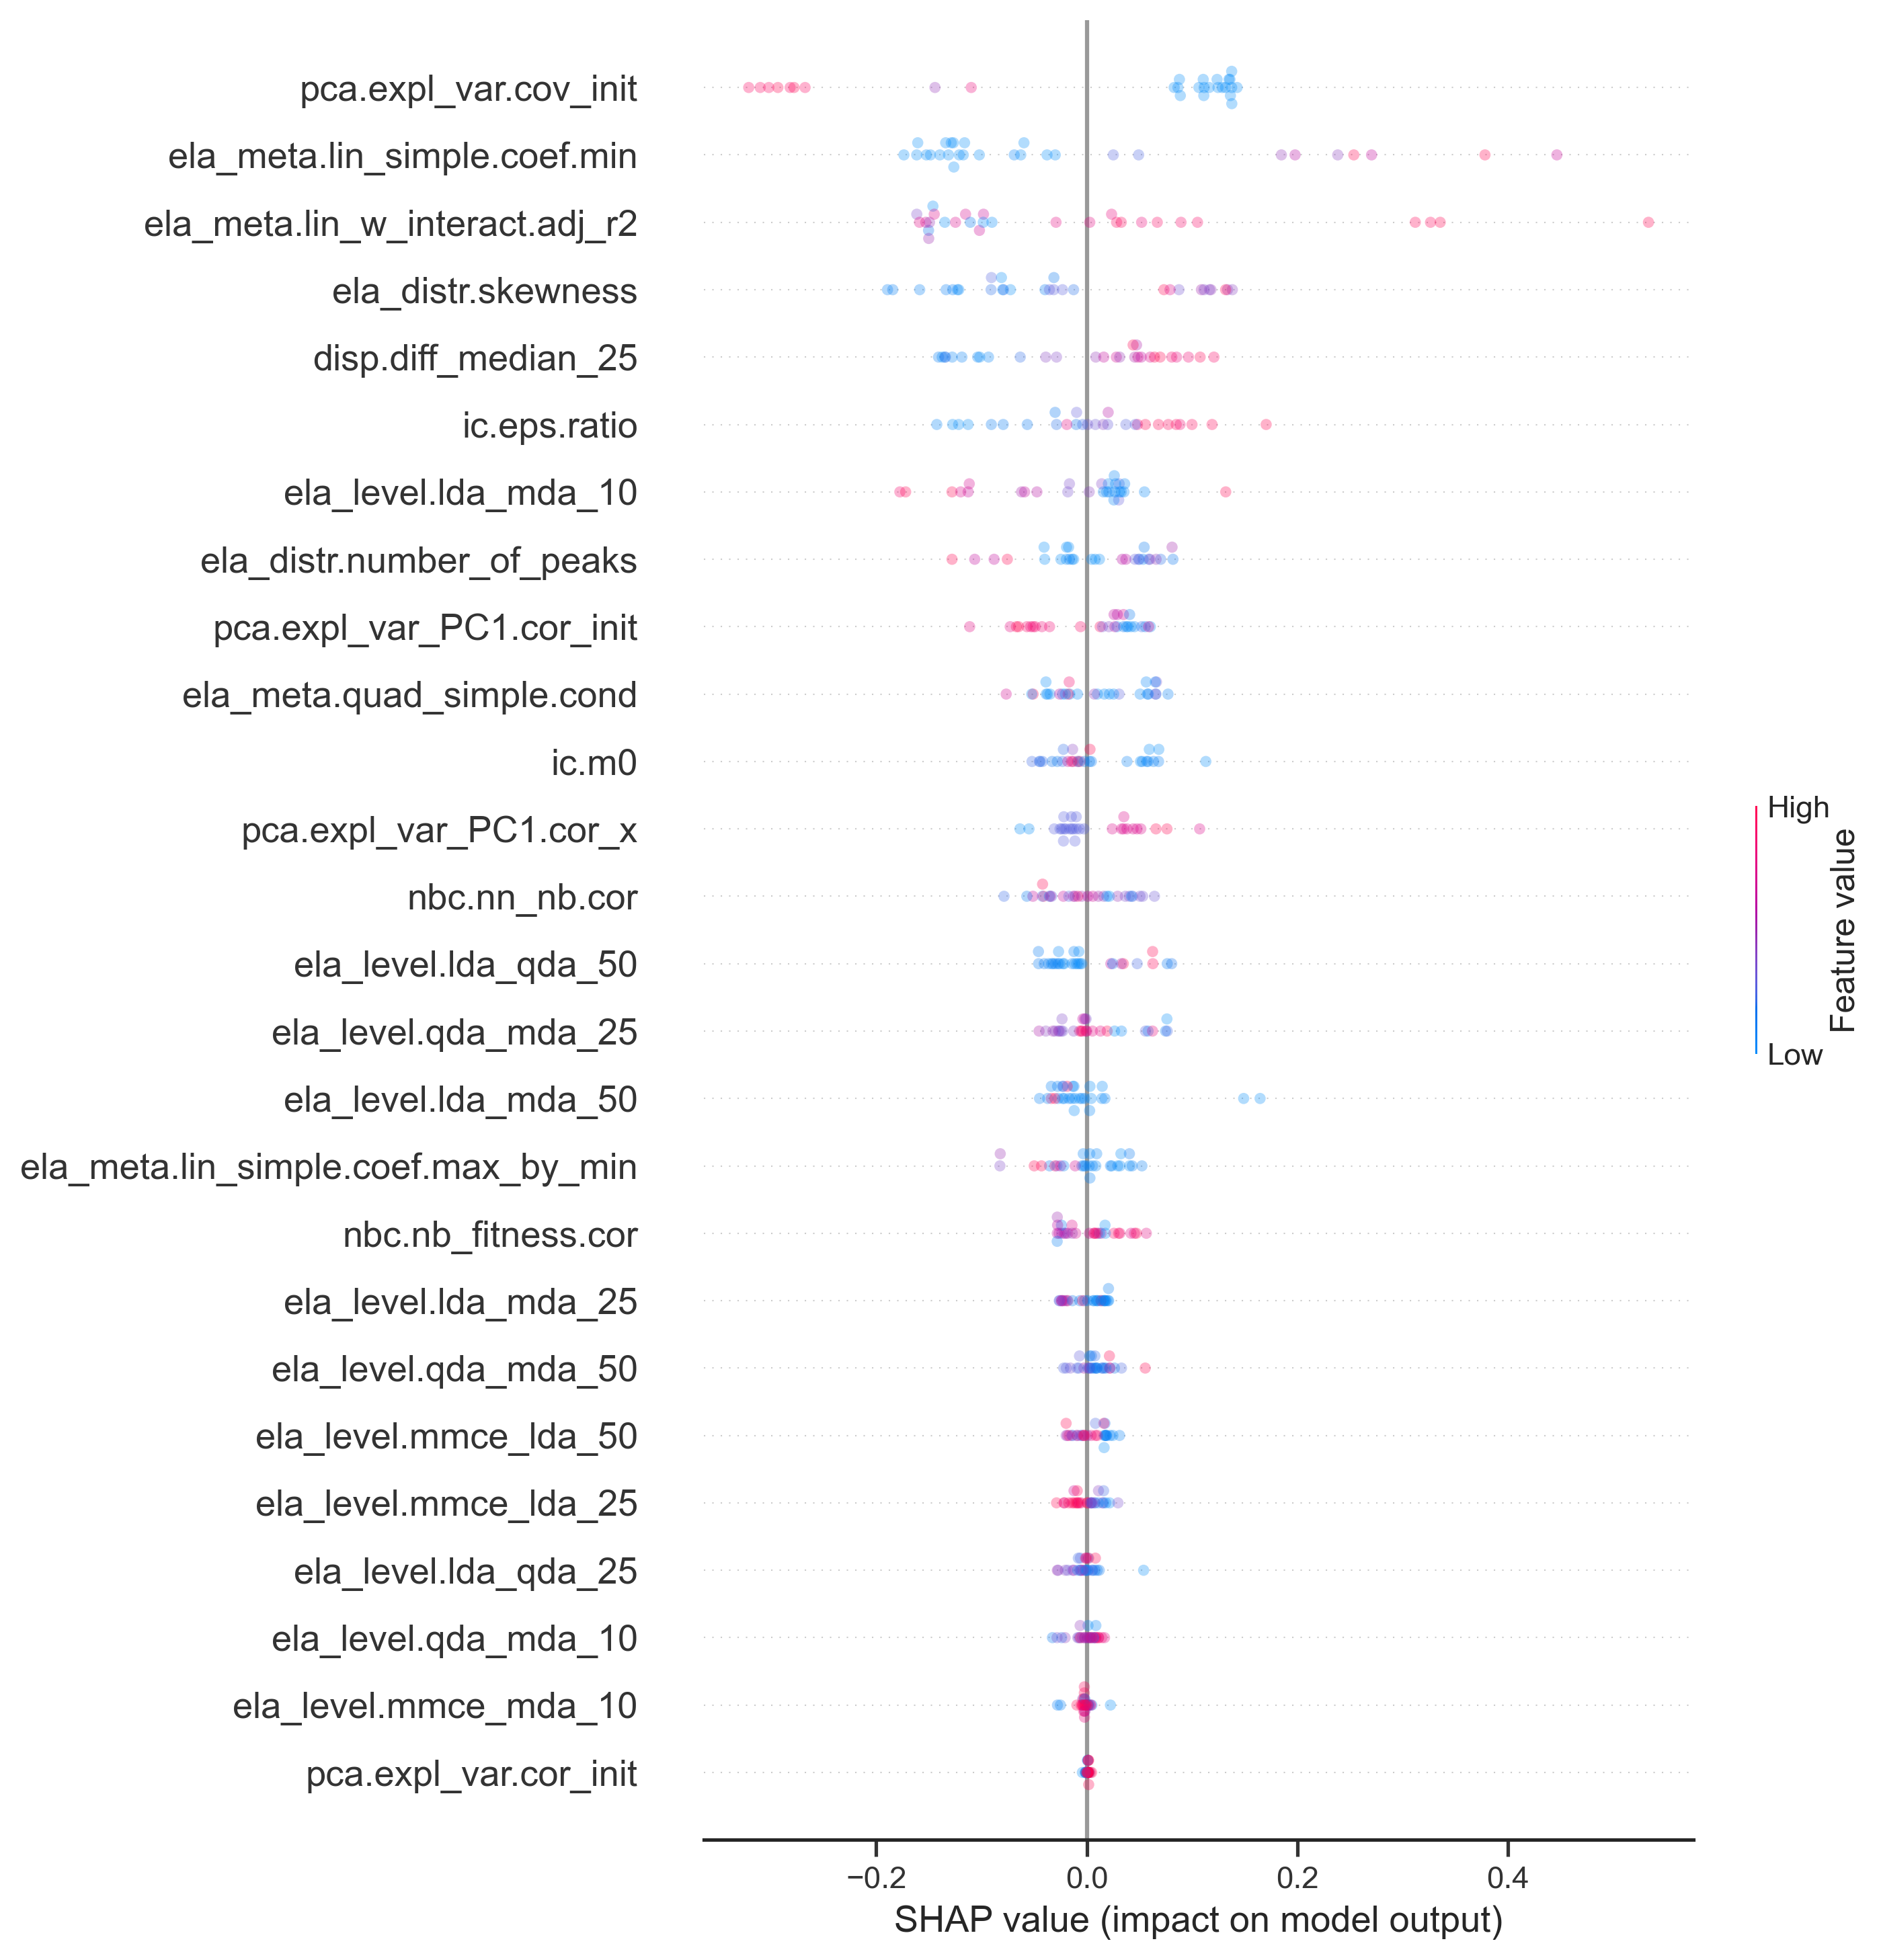 pca.expl_var.cov_init
ela_meta.lin_simple.coef.min
ela_meta.lin_w_interact.adj_r2
ela_distr.skewness
disp.diff_median_25
ic.eps.ratio
ela_level.lda_mda_10
ela_distr.number_of_peaks
pca.expl_var_PC1.cor_init
ela_meta.quad_simple.cond
ic.m0
pca.expl_var_PC1.cor_x
nbc.nn_nb.cor
ela_level.lda_qda_50
ela_level.qda_mda_25
ela_level.lda_mda_50
ela_meta.lin_simple.coef.max_by_min
nbc.nb_fitness.cor
ela_level.lda_mda_25
ela_level.qda_mda_50
ela_level.mmce_lda_50
ela_level.mmce_lda_25
ela_level.lda_qda_25
ela_level.qda_mda_10
ela_level.mmce_mda_10
pca.expl_var.cor_init
−0.2 0.0 0.2 0.4
SHAP value (impact on model output)
High
Feature value
Low